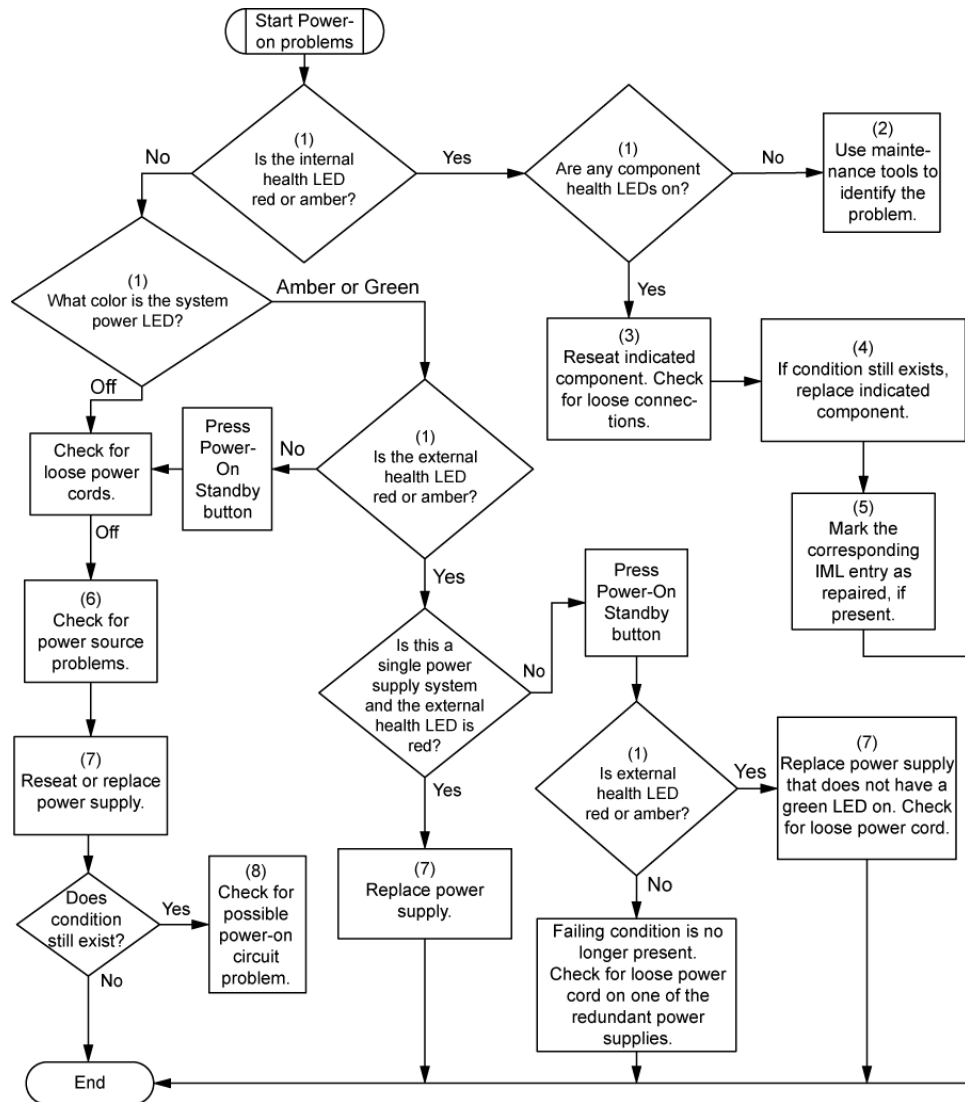 Start Power-
on problems
(1)
Is the internal
health LED
red or amber?
No
Yes
(1)
Are any component
health LEDs on?
No
(2)
Use mainte-
nance tools to
identify the
problem.
(1)
What color is the system
power LED?
Amber or Green
Yes
(3)
Reseat indicated
component. Check
for loose connec-
tions.
(4)
If condition still exists,
replace indicated
component.
Off
Check for
loose power
cords.
Press
Power-
On
Standby
button
No
(1)
Is the external
health LED
red or amber?
(5)
Mark the
corresponding
IML entry as
repaired, if
present.
Off
Yes
(6)
Check for
power source
problems.
Is this a
single power
supply system
and the external
health LED is
red?
No
Press
Power-On
Standby
button
(7)
Reseat or replace
power supply.
Yes
(1)
Is external
health LED
red or amber?
Yes
(7)
Replace power supply
that does not have a
green LED on. Check
for loose power cord.
Does
condition
still exist?
Yes
(8)
Check for
possible
power-on
circuit
problem.
(7)
Replace power
supply.
No
Failing condition is no
longer present.
Check for loose power
cord on one of the
redundant power
supplies.
No
End